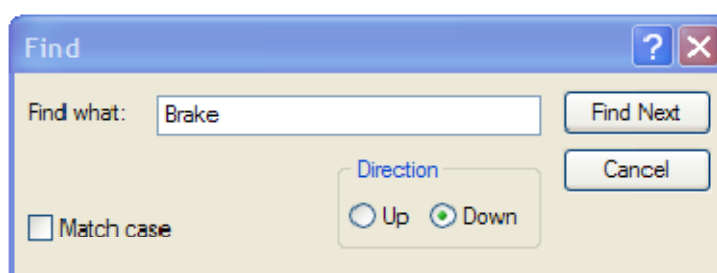 Find
Find what: Brake Find Next
Direction Cancel
Match case Up Down